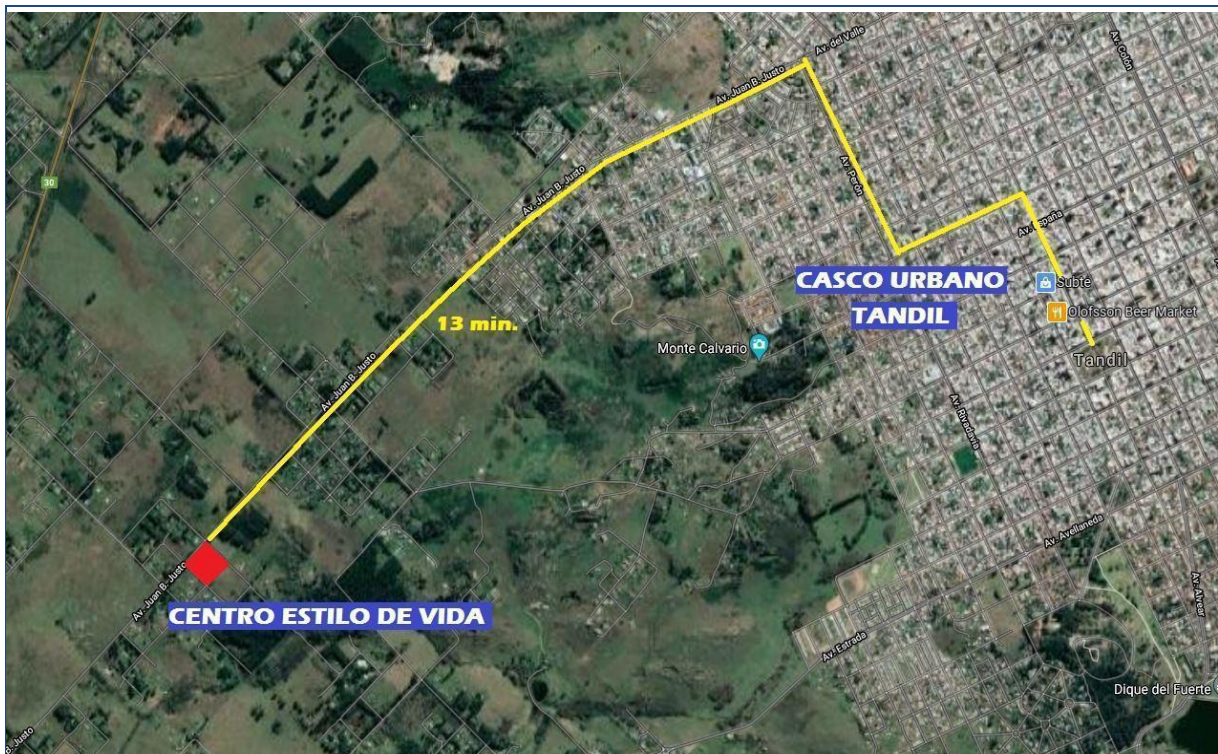 Av. del Valle
Av. Colón
Av. Juan B. Justo
Av. Juan B. Justo
Av. Perón
30
Av. España
CASCO URBANO
TANDIL
Subte
Olofsson Beer Market
13 min.
Monte Calvario
Tandil
Av. Juan B. Justo
Av. Rivadavia
Av. Avellaneda
Av. Juan B. Justo
Av. Alvear
CENTRO ESTILO DE VIDA
Av. Estrada
Dique del Fuerte
B. Justo